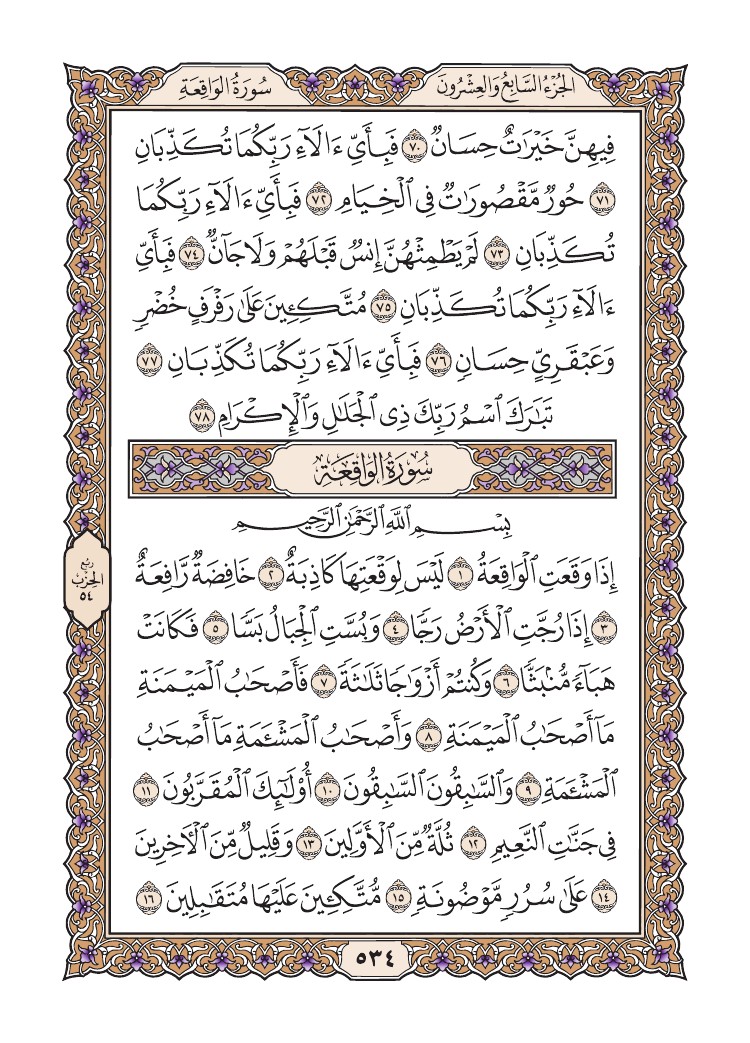 الجُزْءُ السَّابِعُ وَالعِشْرُونَ
سُورَةُ الوَاقِعَةِ
فِيهِنَّ خَيْرَٰتٌ حِسَانٌ ٧٠ فَبِأَيِّ ءَالَآءِ رَبِّكُمَا تُكَذِّبَانِ
٧١ حُورٌ مَّقْصُورَٰتٌ فِى ٱلْخِيَامِ ٧٢ فَبِأَيِّ ءَالَآءِ رَبِّكُمَا
تُكَذِّبَانِ ٧٣ لَمْ يَطْمِثْهُنَّ إِنسٌ قَبْلَهُمْ وَلَا جَآنٌّ ٧٤ فَبِأَيِّ
ءَالَآءِ رَبِّكُمَا تُكَذِّبَانِ ٧٥ مُتَّكِـِٔينَ عَلَىٰ رَفْرَفٍ خُضْرٍ
وَعَبْقَرِيٍّ حِسَانٍ ٧٦ فَبِأَيِّ ءَالَآءِ رَبِّكُمَا تُكَذِّبَانِ ٧٧
تَبَٰرَكَ ٱسْمُ رَبِّكَ ذِى ٱلْجَلَٰلِ وَٱلْإِكْرَامِ ٧٨
سُورَةُ الوَاقِعَةِ
بِسْمِ ٱللَّهِ ٱلرَّحْمَٰنِ ٱلرَّحِيمِ
إِذَا وَقَعَتِ ٱلْوَاقِعَةُ ١ لَيْسَ لِوَقْعَتِهَا كَاذِبَةٌ ٢ خَافِضَةٌ رَّافِعَةٌ
٣ إِذَا رُجَّتِ ٱلْأَرْضُ رَجًّا ٤ وَبُسَّتِ ٱلْجِبَالُ بَسًّا ٥ فَكَانَتْ
هَبَآءً مُّنۢبَثًّا ٦ وَكُنتُمْ أَزْوَٰجًا ثَلَٰثَةً ٧ فَأَصْحَٰبُ ٱلْمَيْمَنَةِ
مَآ أَصْحَٰبُ ٱلْمَيْمَنَةِ ٨ وَأَصْحَٰبُ ٱلْمَشْـَٔمَةِ مَآ أَصْحَٰبُ
ٱلْمَشْـَٔمَةِ ٩ وَٱلسَّٰبِقُونَ ٱلسَّٰبِقُونَ ١٠ أُو۟لَٰٓئِكَ ٱلْمُقَرَّبُونَ ١١
فِى جَنَّٰتِ ٱلنَّعِيمِ ١٢ ثُلَّةٌ مِّنَ ٱلْأَوَّلِينَ ١٣ وَقَلِيلٌ مِّنَ ٱلْـَٔاخِرِينَ
١٤ عَلَىٰ سُرُرٍ مَّوْضُونَةٍ ١٥ مُّتَّكِـِٔينَ عَلَيْهَا مُتَقَٰبِلِينَ ١٦
ربع
الحزب
٥٤
٥٣٤